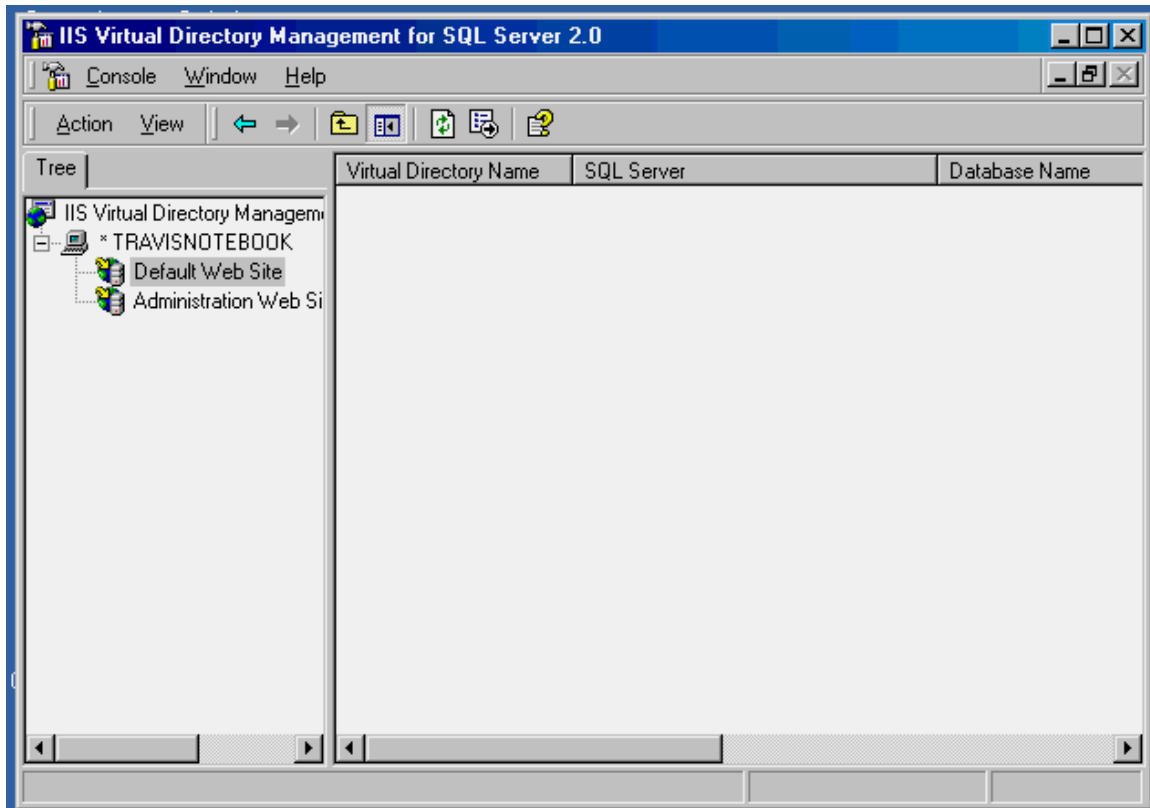 IIS Virtual Directory Management for SQL Server 2.0
Console Window Help
Action View
Tree
Virtual Directory Name SQL Server Database Name
IIS Virtual Directory Managem
* TRAVISNOTEBOOK
Default Web Site
Administration Web Si